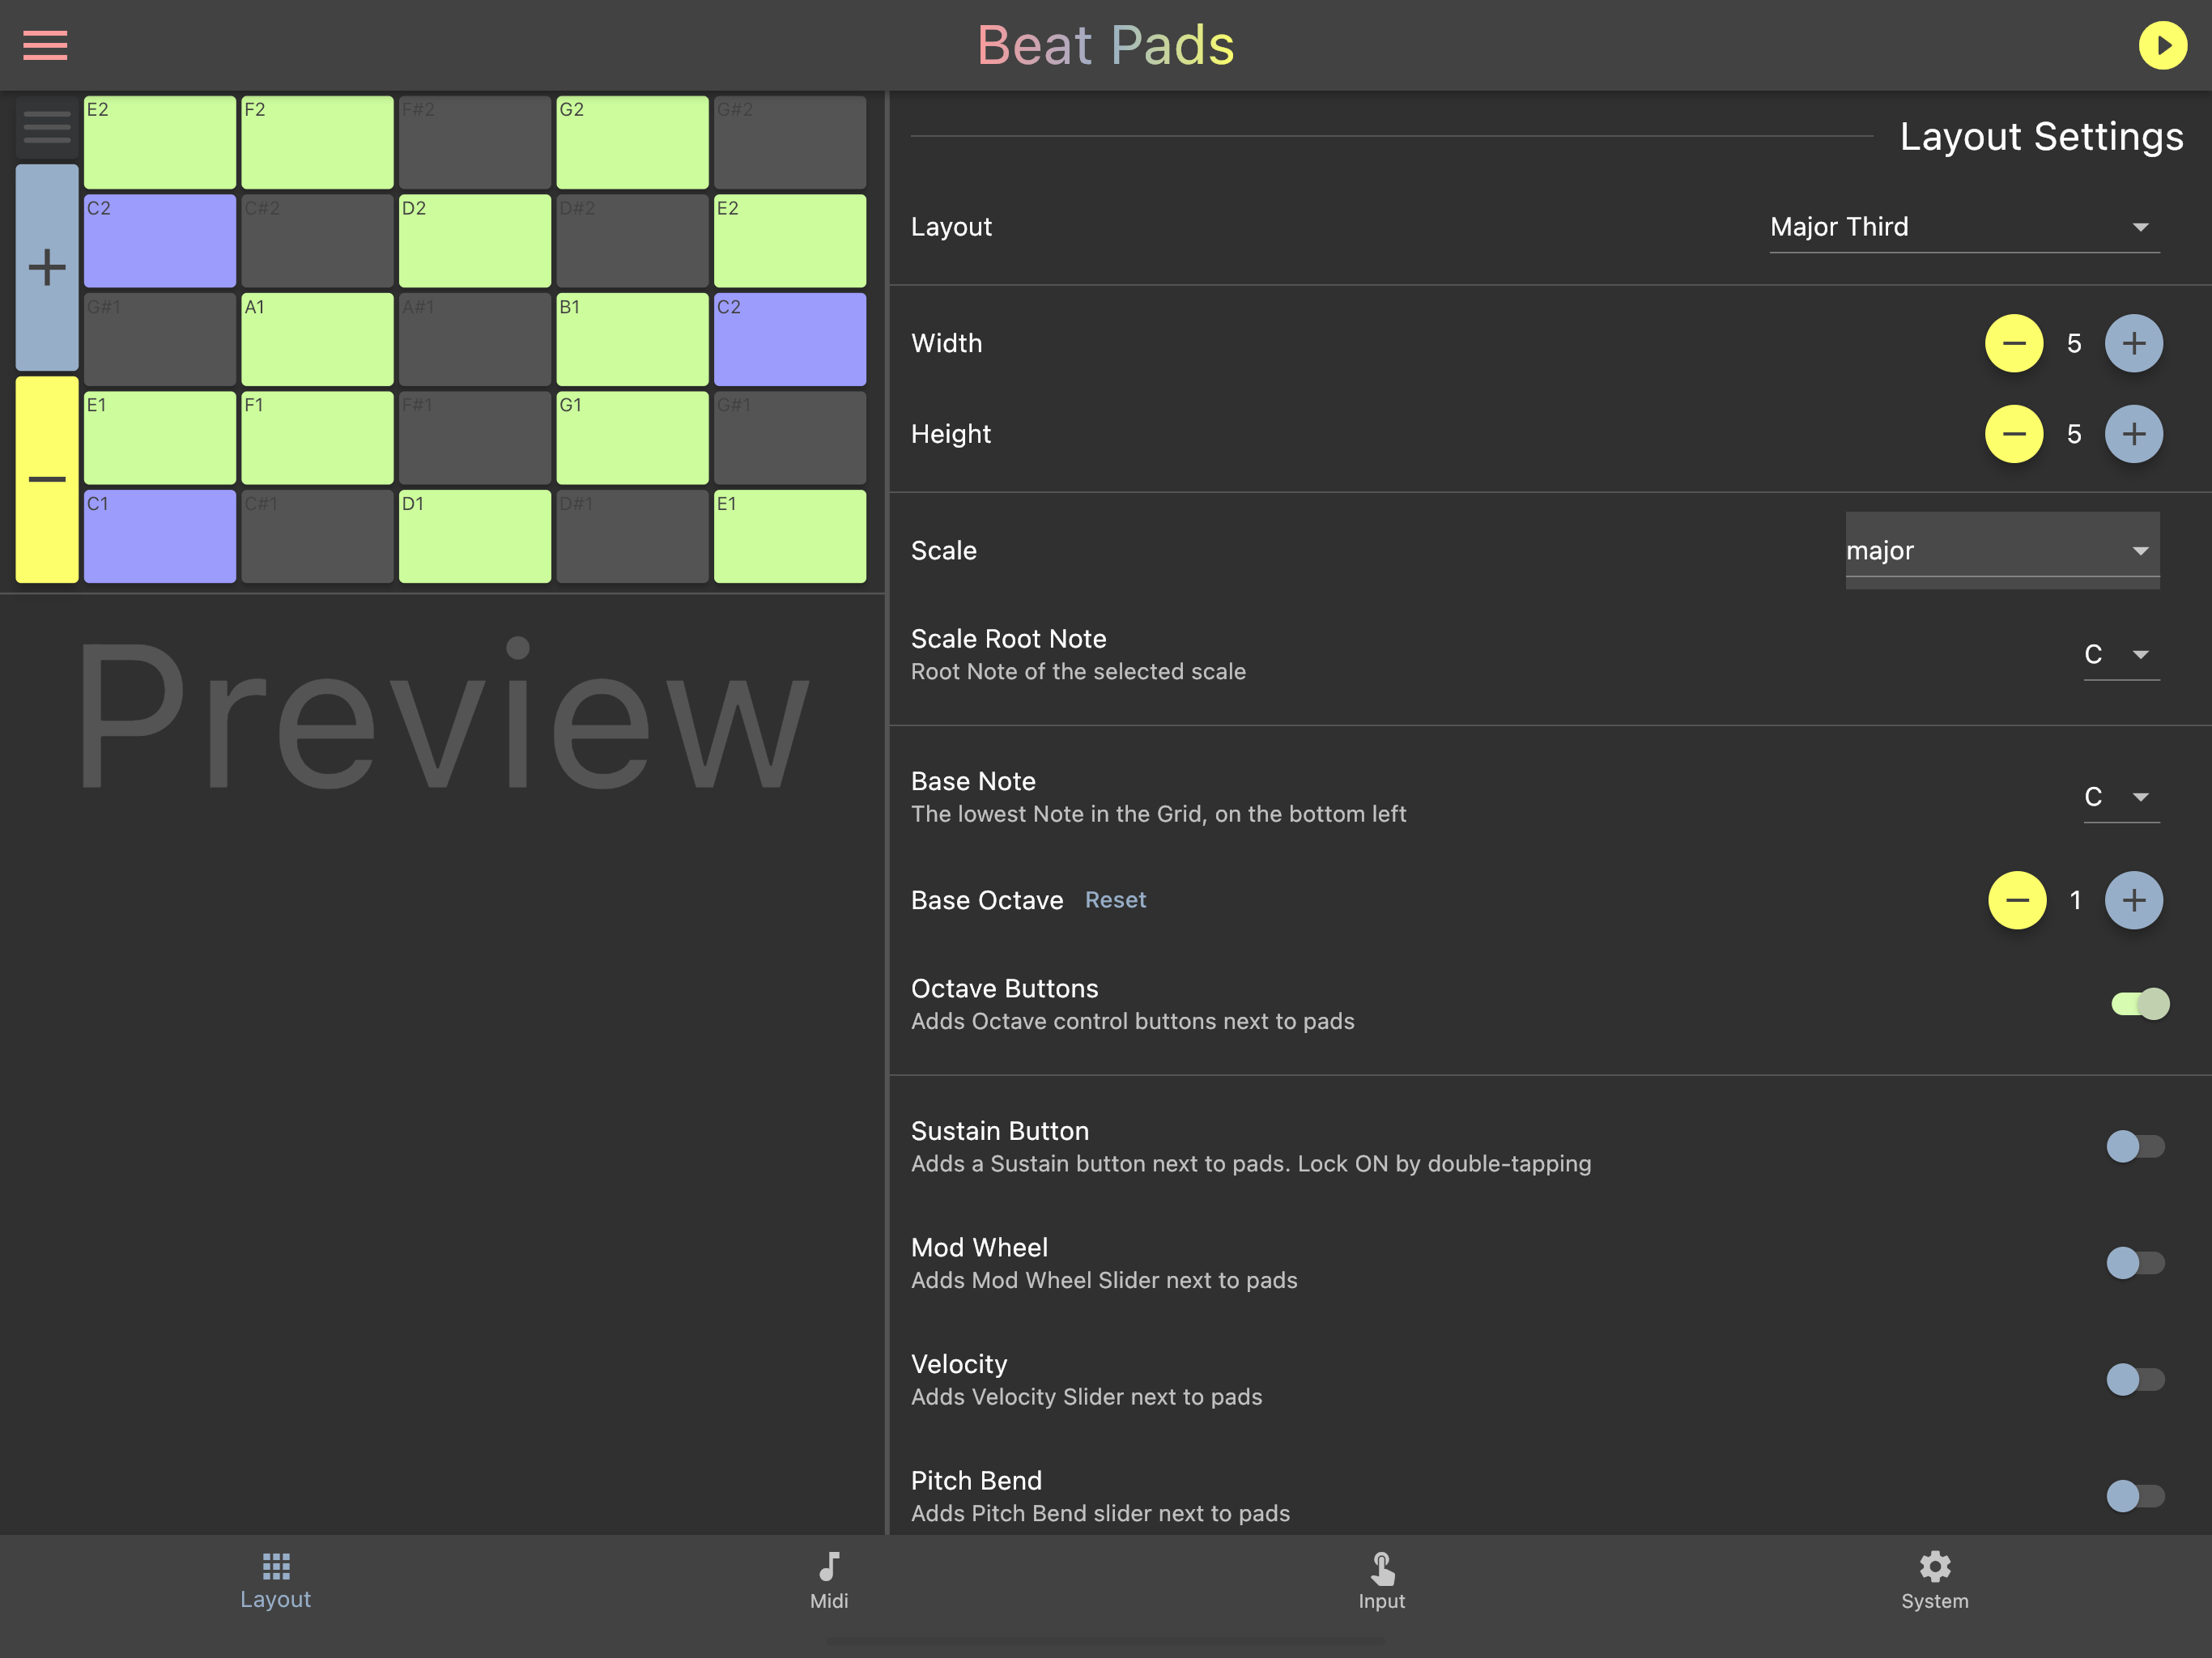 Beat Pads
E2 F2 F#2 G2 G#2
C2 C#2 D2 D#2 E2
G#1 A1 A#1 B1 C2
E1 F1 F#1 G1 G#1
C1 C#1 D1 D#1 E1
Preview
Layout Settings
Layout Major Third
Width 5
Height 5
Scale major
Scale Root Note
Root Note of the selected scale
C
Base Note
The lowest Note in the Grid, on the bottom left
C
Base Octave Reset 1
Octave Buttons
Adds Octave control buttons next to pads
Sustain Button
Adds a Sustain button next to pads. Lock ON by double-tapping
Mod Wheel
Adds Mod Wheel Slider next to pads
Velocity
Adds Velocity Slider next to pads
Pitch Bend
Adds Pitch Bend slider next to pads
Layout Midi Input System